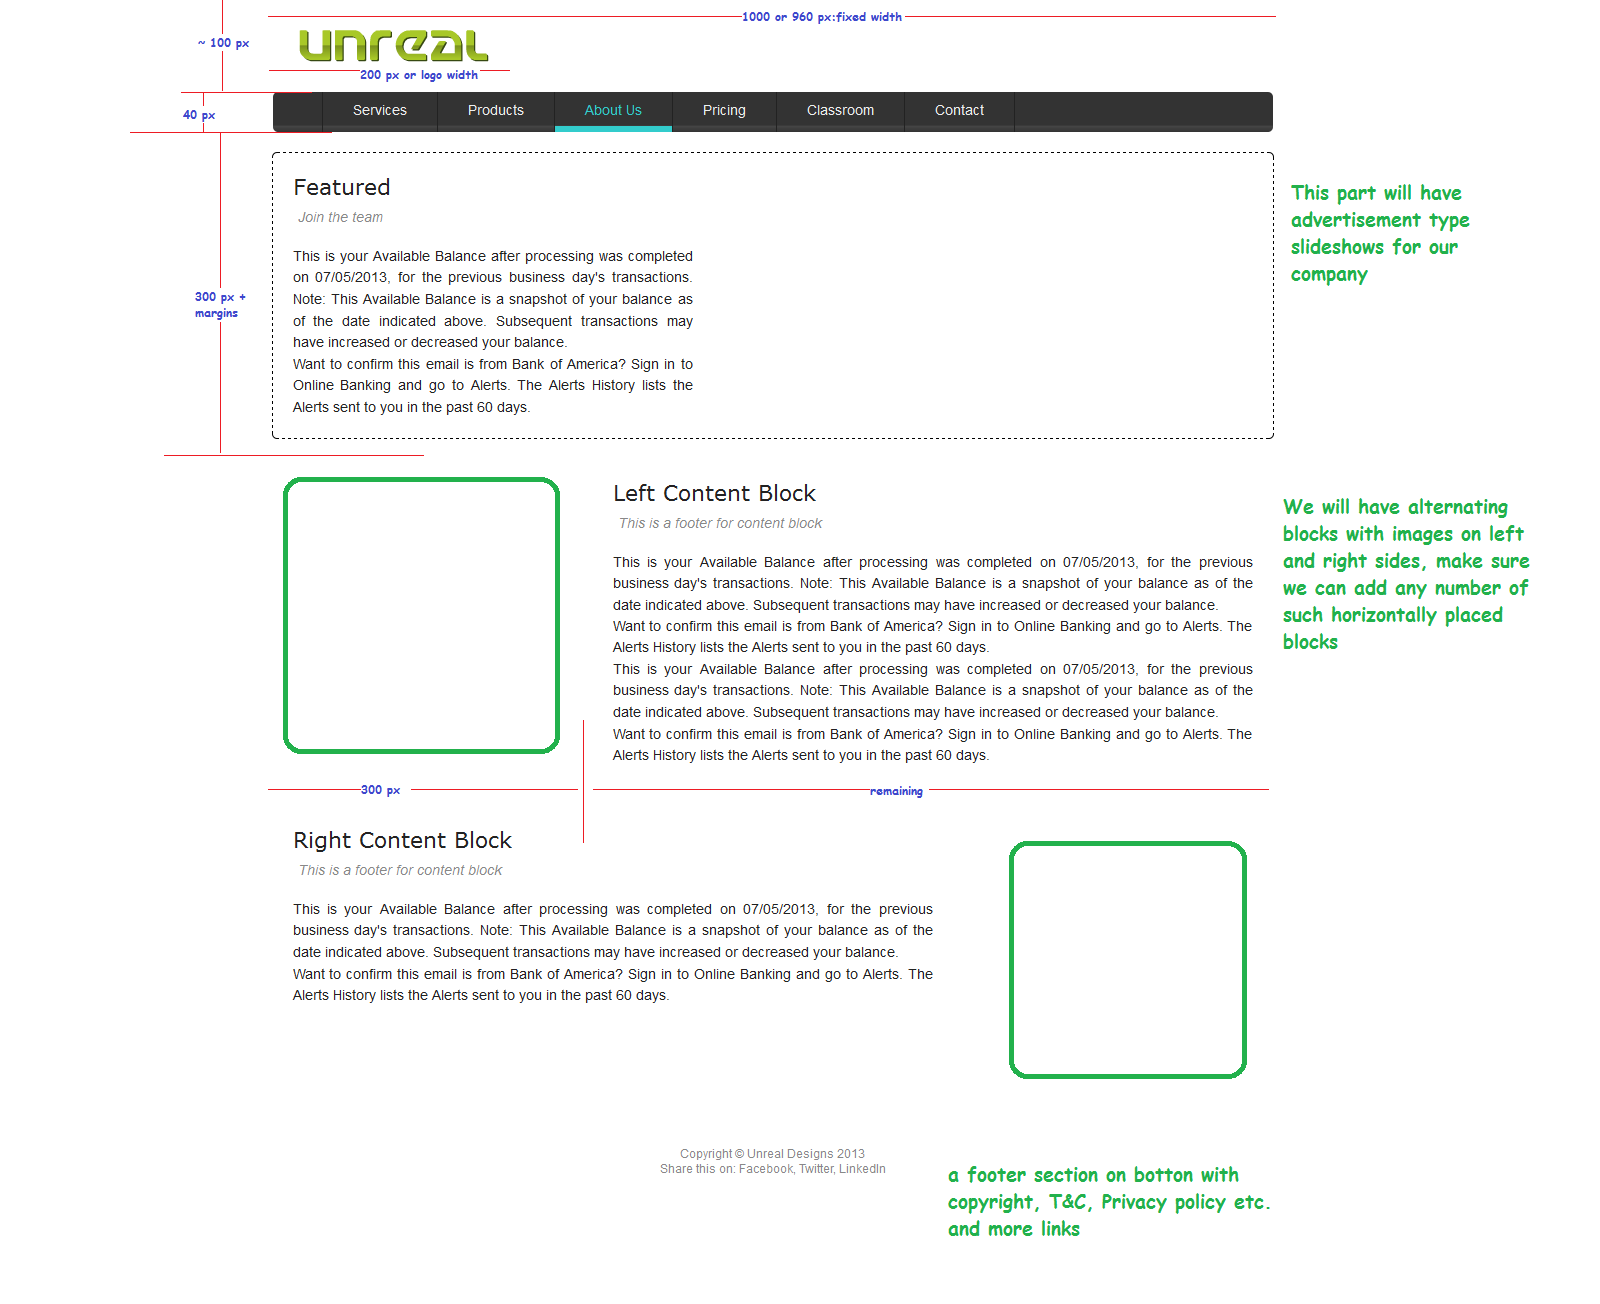 1000 or 960 px:fixed width
~ 100 px
unreal
200 px or logo width
40 px
Services Products About Us Pricing Classroom Contact
Featured
Join the team
This is your Available Balance after processing was completed
on 07/05/2013, for the previous business day's transactions.
Note: This Available Balance is a snapshot of your balance as
of the date indicated above. Subsequent transactions may
have increased or decreased your balance.
Want to confirm this email is from Bank of America? Sign in to
Online Banking and go to Alerts. The Alerts History lists the
Alerts sent to you in the past 60 days.
This part will have
advertisement type
slideshows for our
company
300 px +
margins
Left Content Block
This is a footer for content block
This is your Available Balance after processing was completed on 07/05/2013, for the previous
business day's transactions. Note: This Available Balance is a snapshot of your balance as of the
date indicated above. Subsequent transactions may have increased or decreased your balance.
Want to confirm this email is from Bank of America? Sign in to Online Banking and go to Alerts. The
Alerts History lists the Alerts sent to you in the past 60 days.
This is your Available Balance after processing was completed on 07/05/2013, for the previous
business day's transactions. Note: This Available Balance is a snapshot of your balance as of the
date indicated above. Subsequent transactions may have increased or decreased your balance.
Want to confirm this email is from Bank of America? Sign in to Online Banking and go to Alerts. The
Alerts History lists the Alerts sent to you in the past 60 days.
We will have alternating
blocks with images on left
and right sides, make sure
we can add any number of
such horizontally placed
blocks
300 px
remaining
Right Content Block
This is a footer for content block
This is your Available Balance after processing was completed on 07/05/2013, for the previous
business day's transactions. Note: This Available Balance is a snapshot of your balance as of the
date indicated above. Subsequent transactions may have increased or decreased your balance.
Want to confirm this email is from Bank of America? Sign in to Online Banking and go to Alerts. The
Alerts History lists the Alerts sent to you in the past 60 days.
Copyright © Unreal Designs 2013
Share this on: Facebook, Twitter, LinkedIn
a footer section on botton with
copyright, T&C, Privacy policy etc.
and more links